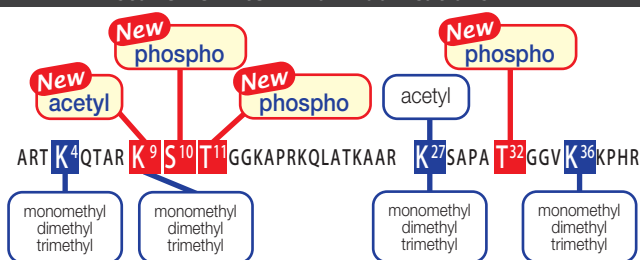 New
phospho
New
phospho
New
acetyl
New
phospho
acetyl
ARTK4QTARK9S10T11GGKAPRKQLATKAARK27SAPAT32GGVK36KPHR
monomethyl
dimethyl
trimethyl
monomethyl
dimethyl
trimethyl
monomethyl
dimethyl
trimethyl
monomethyl
dimethyl
trimethyl